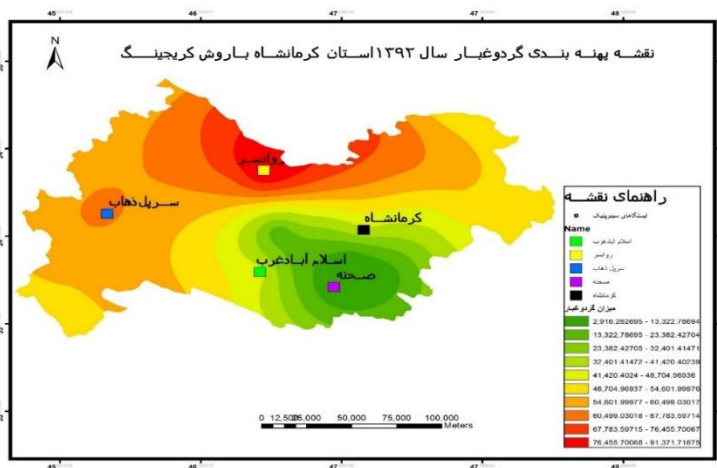 45
46
47
48
N
نقشه پهنه بندی گردوغبار سال ۱۳۹۲استان کرمانشاه باروش کریجینگ
روانسر
سرپل ذهاب
کرمانشاه
اسلام آبادغرب
صحنه
راهنمای نقشه
ایستگاهای سینوپتیک
Name
اسلام آبادغرب
روانسر
سرپل ذهاب
صحنه
کرمانشاه
میزان گردوغبار
2,916.262695 - 13,322.78694
13,322.78695 - 23,382.42704
23,382.42705 - 32,401.41471
32,401.41472 - 41,420.40239
41,420.4024 - 48,704.96936
48,704.96937 - 54,601.99976
54,601.99977 - 60,499.03017
60,499.03018 - 67,783.59714
67,783.59715 - 76,455.70067
76,455.70068 - 91,371.71875
0 12,500 25,000 50,000 75,000 100,000
Meters
45
46
47
48